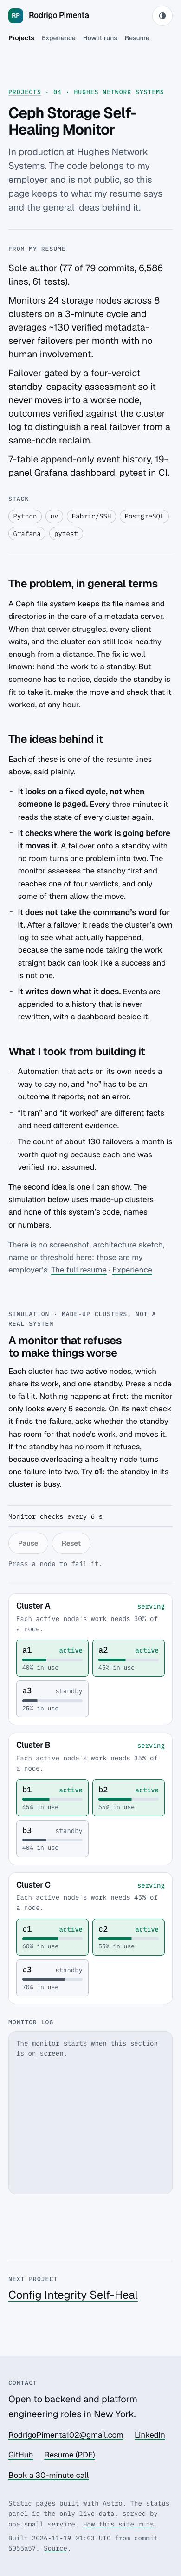 RP Rodrigo Pimenta
Projects Experience How it runs Resume
PROJECTS · 04 · HUGHES NETWORK SYSTEMS
Ceph Storage Self-
Healing Monitor
In production at Hughes Network
Systems. The code belongs to my
employer and is not public, so this
page keeps to what my resume says
and the general ideas behind it.
FROM MY RESUME
Sole author (77 of 79 commits, 6,586
lines, 61 tests).
Monitors 24 storage nodes across 8
clusters on a 3-minute cycle and
averages ~130 verified metadata-
server failovers per month with no
human involvement.
Failover gated by a four-verdict
standby-capacity assessment so it
never moves into a worse node,
outcomes verified against the cluster
log to distinguish a real failover from a
same-node reclaim.
7-table append-only event history, 19-
panel Grafana dashboard, pytest in CI.
STACK
Python uv Fabric/SSH PostgreSQL
Grafana pytest
The problem, in general terms
A Ceph file system keeps its file names and
directories in the care of a metadata server.
When that server struggles, every client
waits, and the cluster can still look healthy
enough from a distance. The fix is well
known: hand the work to a standby. But
someone has to notice, decide the standby is
fit to take it, make the move and check that it
worked, at any hour.
The ideas behind it
Each of these is one of the resume lines
above, said plainly.
– It looks on a fixed cycle, not when
someone is paged. Every three minutes it
reads the state of every cluster again.
– It checks where the work is going before
it moves it. A failover onto a standby with
no room turns one problem into two. The
monitor assesses the standby first and
reaches one of four verdicts, and only
some of them allow the move.
– It does not take the command's word for
it. After a failover it reads the cluster's own
log to see what actually happened,
because the same node taking the work
straight back can look like a success and
is not one.
– It writes down what it does. Events are
appended to a history that is never
rewritten, with a dashboard beside it.
What I took from building it
– Automation that acts on its own needs a
way to say no, and “no” has to be an
outcome it reports, not an error.
– “It ran” and “it worked” are different facts
and need different evidence.
– The count of about 130 failovers a month is
worth quoting because each one was
verified, not assumed.
The second idea is one I can show. The
simulation below uses made-up clusters
and none of this system's code, names
or numbers.
There is no screenshot, architecture sketch,
name or threshold here: those are my
employer's. The full resume · Experience
SIMULATION · MADE-UP CLUSTERS, NOT A
REAL SYSTEM
A monitor that refuses
to make things worse
Each cluster has two active nodes, which
share its work, and one standby. Press a node
to fail it. Nothing happens at first: the monitor
only looks every 6 seconds. On its next check
it finds the failure, asks whether the standby
has room for that node's work, and moves it.
If the standby has no room it refuses,
because overloading a healthy node turns
one failure into two. Try c1: the standby in its
cluster is busy.
Monitor checks every 6 s
Pause Reset
Press a node to fail it.
Cluster A serving
Each active node's work needs 30% of
a node.
a1 active a2 active
40% in use 45% in use
a3 standby
25% in use
Cluster B serving
Each active node's work needs 35% of
a node.
b1 active b2 active
45% in use 55% in use
b3 standby
40% in use
Cluster C serving
Each active node's work needs 45% of
a node.
c1 active c2 active
60% in use 55% in use
c3 standby
70% in use
MONITOR LOG
The monitor starts when this section
is on screen.
NEXT PROJECT
Config Integrity Self-Heal
CONTACT
Open to backend and platform
engineering roles in New York.
RodrigoPimenta102@gmail.com LinkedIn
GitHub Resume (PDF)
Book a 30-minute call
Static pages built with Astro. The status
panel is the only live data, served by
one small service. How this site runs.
Built 2026-11-19 01:03 UTC from commit
5055a57. Source.